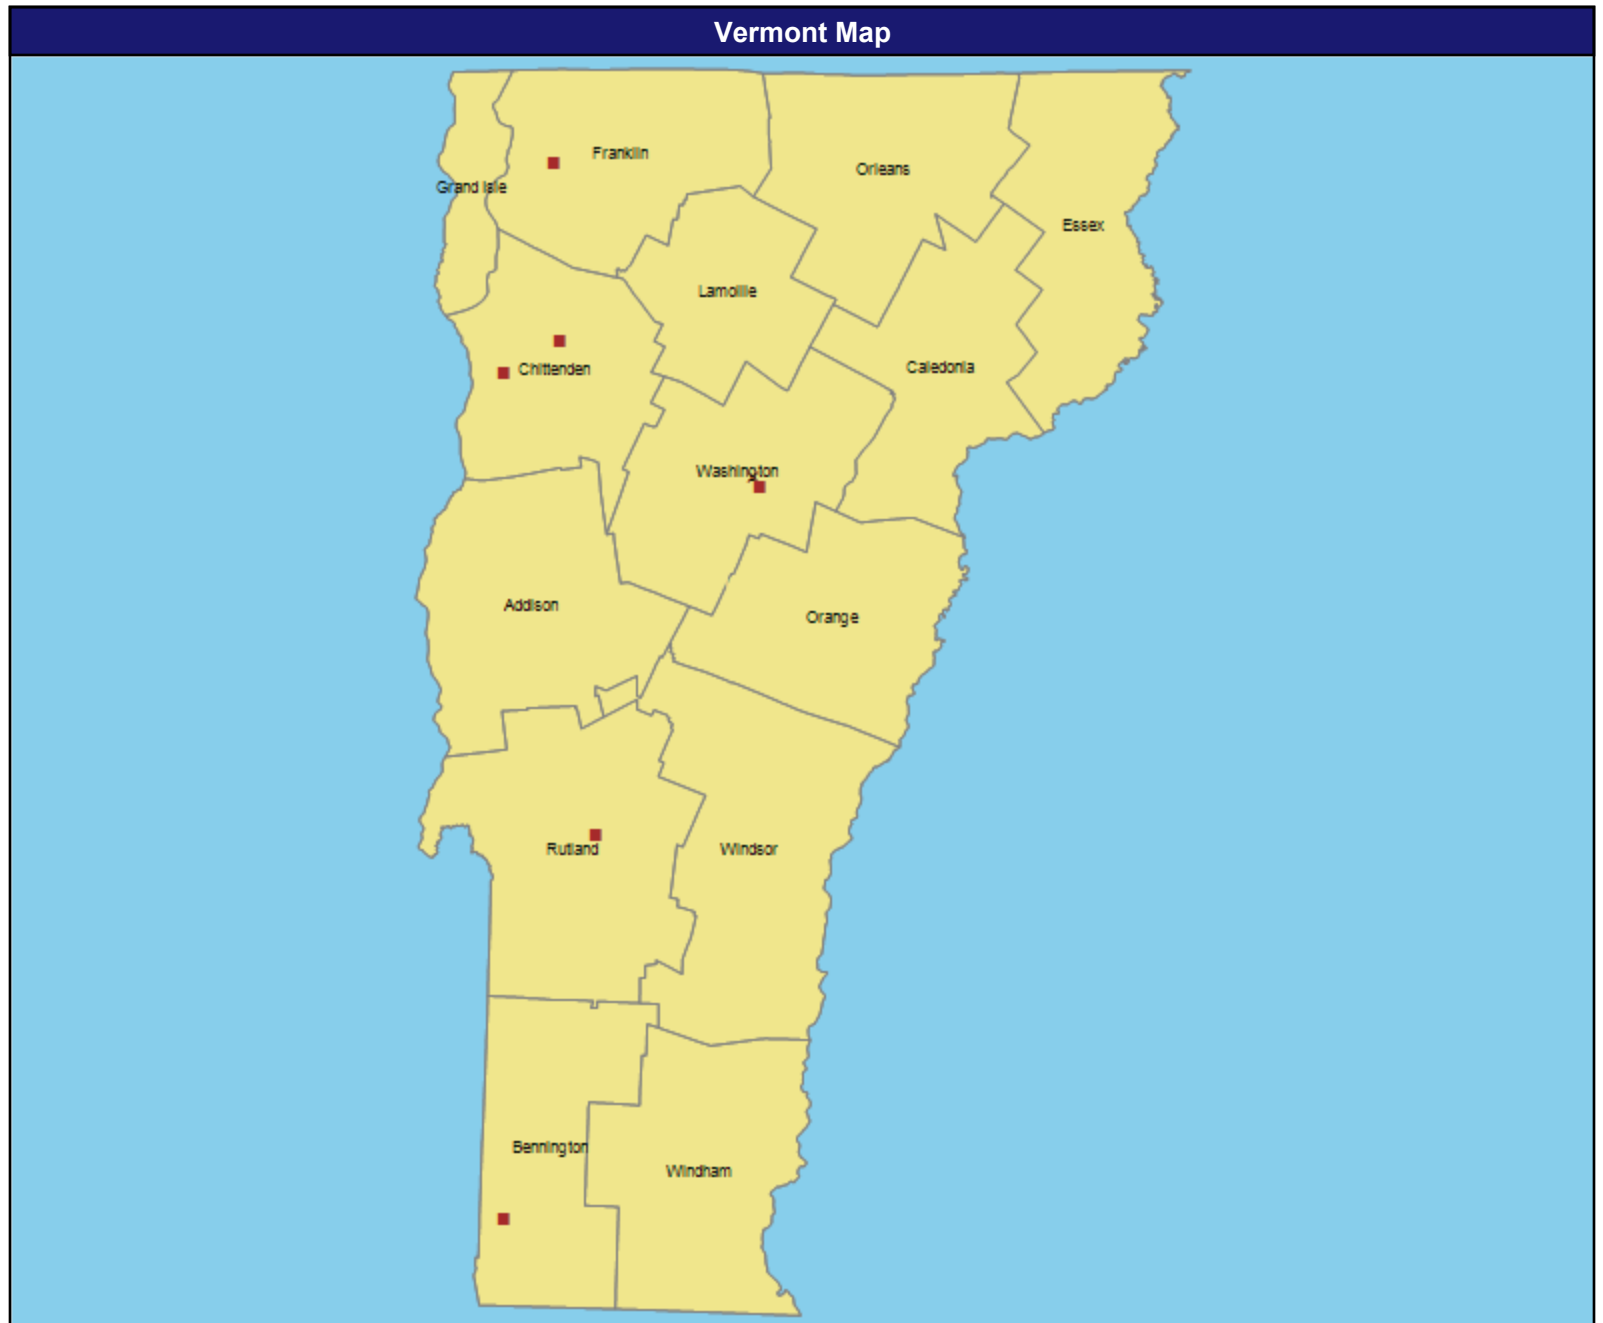 Vermont Map
Franklin
Orleans
Grand Isle
Essex
Lamoille
Chittenden
Caledonia
Washington
Addison
Orange
Rutland
Windsor
Bennington
Windham